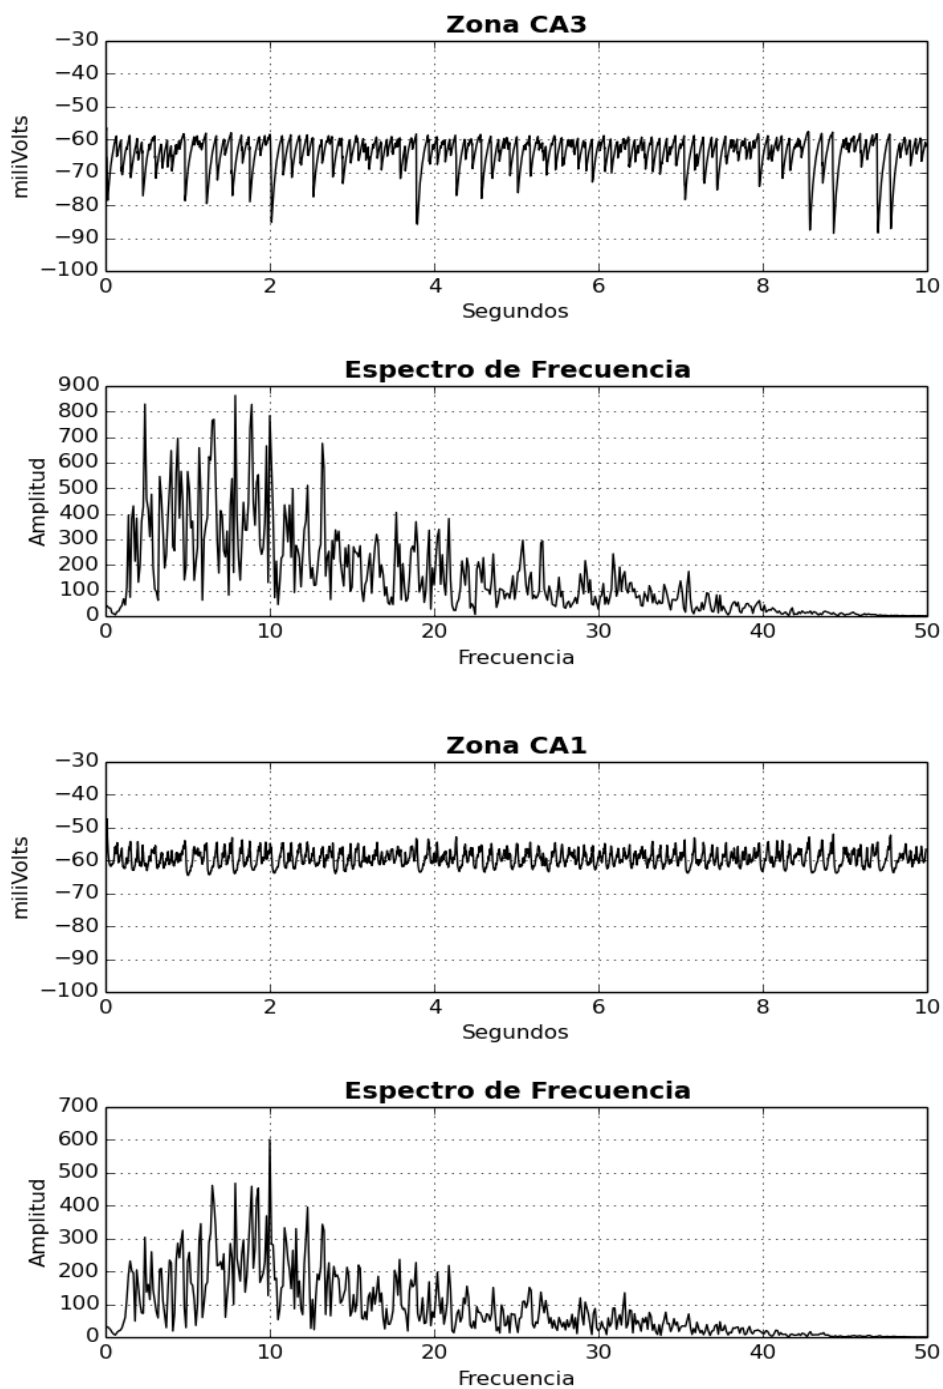 Zona CA3
−30
−40
−50
−60
−70
−80
−90
−100
miliVolts
0 2 4 6 8 10
Segundos
Espectro de Frecuencia
900
800
700
600
500
400
300
200
100
0
Amplitud
0 10 20 30 40 50
Frecuencia
Zona CA1
−30
−40
−50
−60
−70
−80
−90
−100
miliVolts
0 2 4 6 8 10
Segundos
Espectro de Frecuencia
700
600
500
400
300
200
100
0
Amplitud
0 10 20 30 40 50
Frecuencia